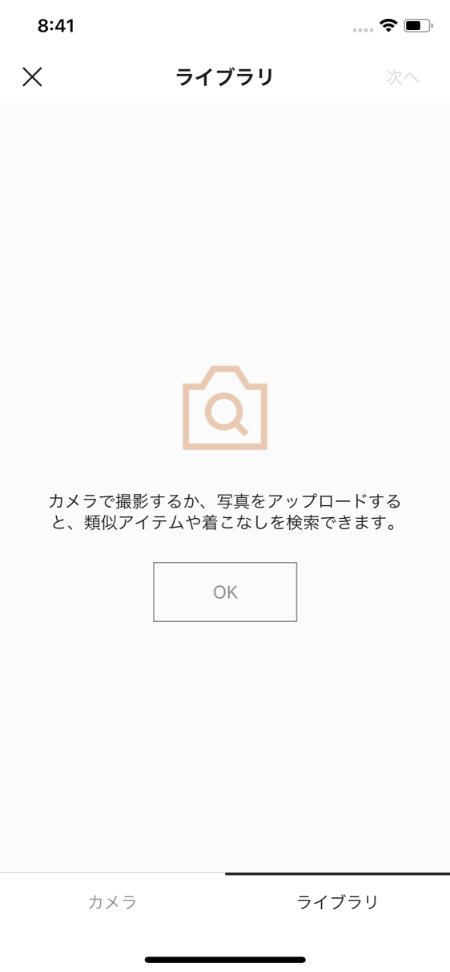 8:41
ライブラリ
次へ
カメラで撮影するか、写真をアップロードする
と、類似アイテムや着こなしを検索できます。
OK
カメラ
ライブラリ